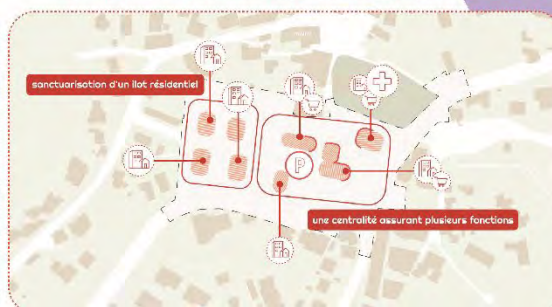 sanctuarisation d'un îlot résidentiel
P
une centralité assurant plusieurs fonctions